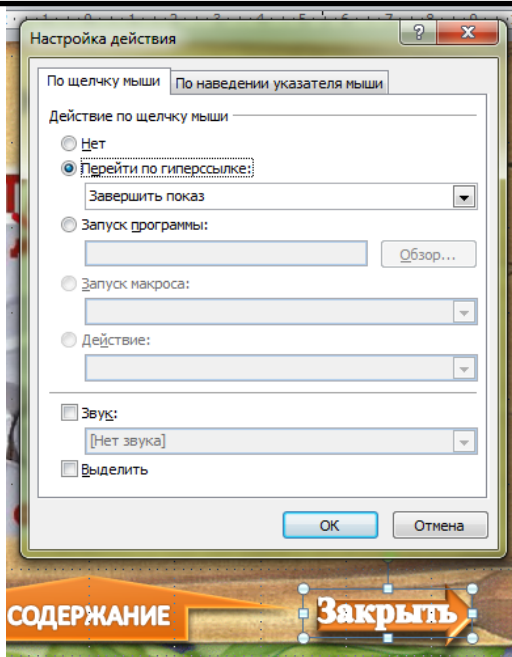 Настройка действия
По щелчку мыши По наведении указателя мыши
Действие по щелчку мыши
Нет
Перейти по гиперссылке:
Завершить показ
Запуск программы:
Обзор...
Запуск макроса:
Действие:
Звук:
[Нет звука]
Выделить
ОК Отмена
СОДЕРЖАНИЕ Закрыть